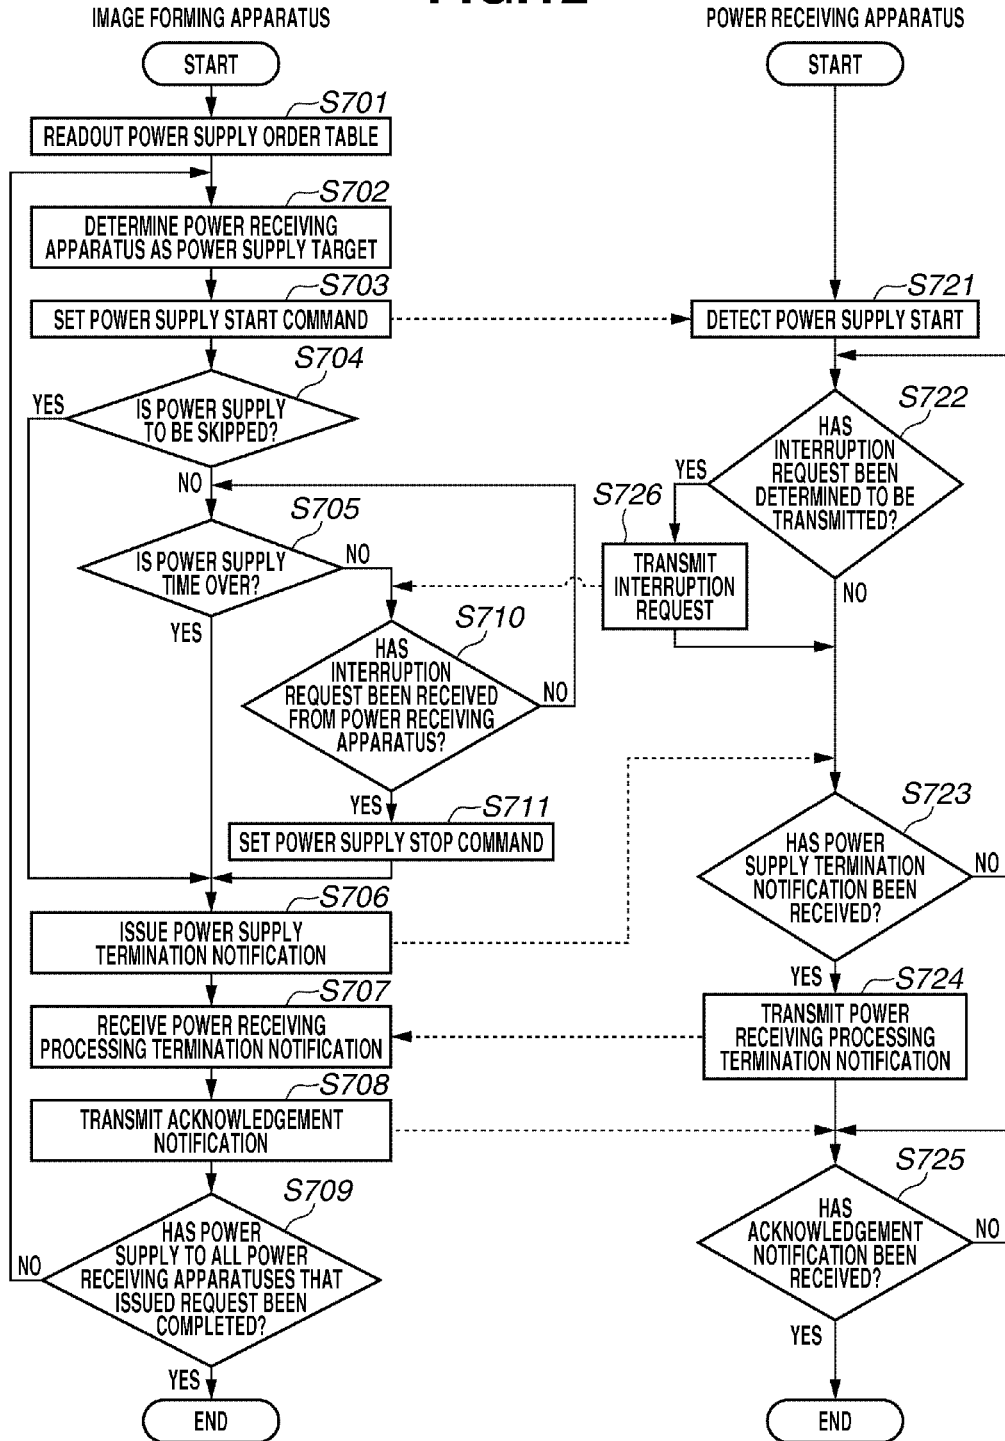 IMAGE FORMING APPARATUS
START
S701
READOUT POWER SUPPLY ORDER TABLE
S702
DETERMINE POWER RECEIVING
APPARATUS AS POWER SUPPLY TARGET
S703
SET POWER SUPPLY START COMMAND
S704
YES
IS POWER SUPPLY
TO BE SKIPPED?
NO
S705
IS POWER SUPPLY
TIME OVER?
NO
YES
S710
HAS
INTERRUPTION
REQUEST BEEN RECEIVED
FROM POWER RECEIVING
APPARATUS?
NO
YES
S711
SET POWER SUPPLY STOP COMMAND
S706
ISSUE POWER SUPPLY
TERMINATION NOTIFICATION
S707
RECEIVE POWER RECEIVING
PROCESSING TERMINATION NOTIFICATION
S708
TRANSMIT ACKNOWLEDGEMENT
NOTIFICATION
S709
HAS POWER
SUPPLY TO ALL POWER
RECEIVING APPARATUSES THAT
ISSUED REQUEST BEEN
COMPLETED?
NO
YES
END
POWER RECEIVING APPARATUS
START
S721
DETECT POWER SUPPLY START
S722
HAS
INTERRUPTION
REQUEST BEEN
DETERMINED TO BE
TRANSMITTED?
YES
S726
TRANSMIT
INTERRUPTION
REQUEST
NO
S723
HAS POWER
SUPPLY TERMINATION
NOTIFICATION BEEN
RECEIVED?
NO
YES
S724
TRANSMIT POWER
RECEIVING PROCESSING
TERMINATION NOTIFICATION
S725
HAS
ACKNOWLEDGEMENT
NOTIFICATION BEEN
RECEIVED?
NO
YES
END